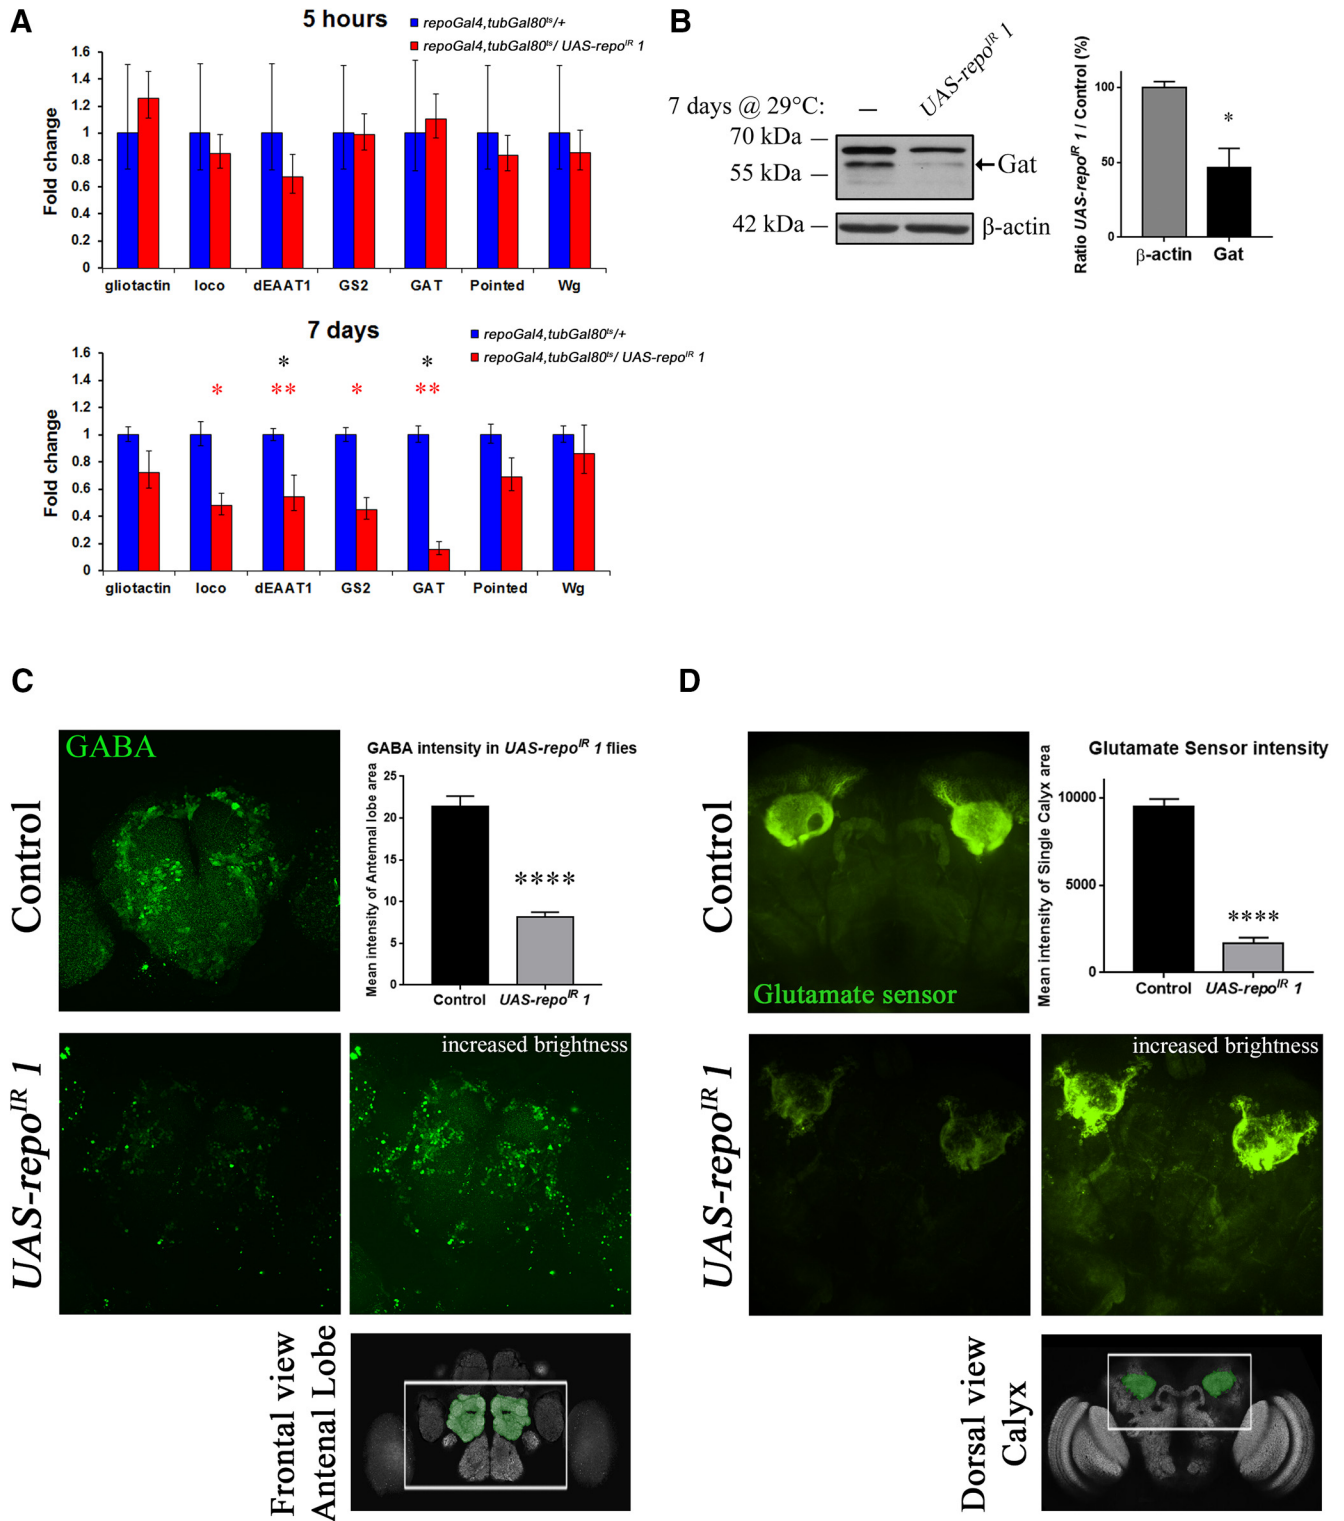 A
5 hours
repoGal4,tubGal80ts/+
repoGal4,tubGal80ts/ UAS-repoIR 1
Fold change
1.6
1.4
1.2
1
0.8
0.6
0.4
0.2
0
gliotactin loco dEAAT1 GS2 GAT Pointed Wg
7 days
repoGal4,tubGal80ts/+
repoGal4,tubGal80ts/ UAS-repoIR 1
Fold change
1.6
1.4
1.2
1
0.8
0.6
0.4
0.2
0
* ** * **
* *
gliotactin loco dEAAT1 GS2 GAT Pointed Wg
B
7 days @ 29°C: — UAS-repoIR 1
70 kDa —
55 kDa —
Gat
42 kDa —
β-actin
Ratio UAS-repoIR 1 / Control (%)
100
50
0
*
β-actin Gat
C
Control
GABA
GABA intensity in UAS-repoIR 1 flies
Mean intensity of Antennal lobe area
25
20
15
10
5
0
****
Control UAS-repoIR 1
UAS-repoIR 1
increased brightness
Frontal view
Antenal Lobe
D
Control
Glutamate sensor
Glutamate Sensor intensity
Mean intensity of Single Calyx area
10000
5000
0
****
Control UAS-repoIR 1
UAS-repoIR 1
increased brightness
Dorsal view
Calyx